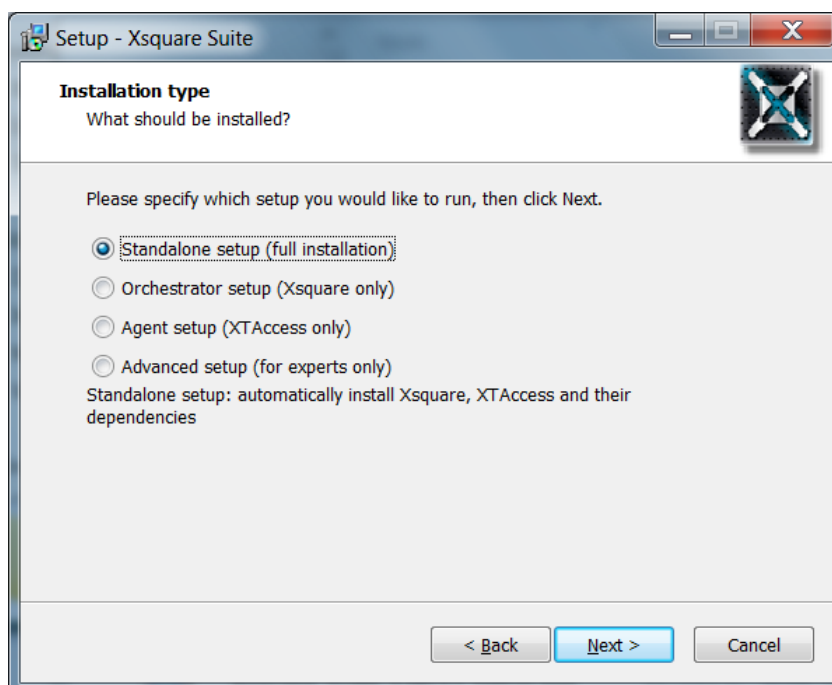 Setup - Xsquare Suite
Installation type
What should be installed?
Please specify which setup you would like to run, then click Next.
Standalone setup (full installation)
Orchestrator setup (Xsquare only)
Agent setup (XTAccess only)
Advanced setup (for experts only)
Standalone setup: automatically install Xsquare, XTAccess and their
dependencies
< Back
Next >
Cancel